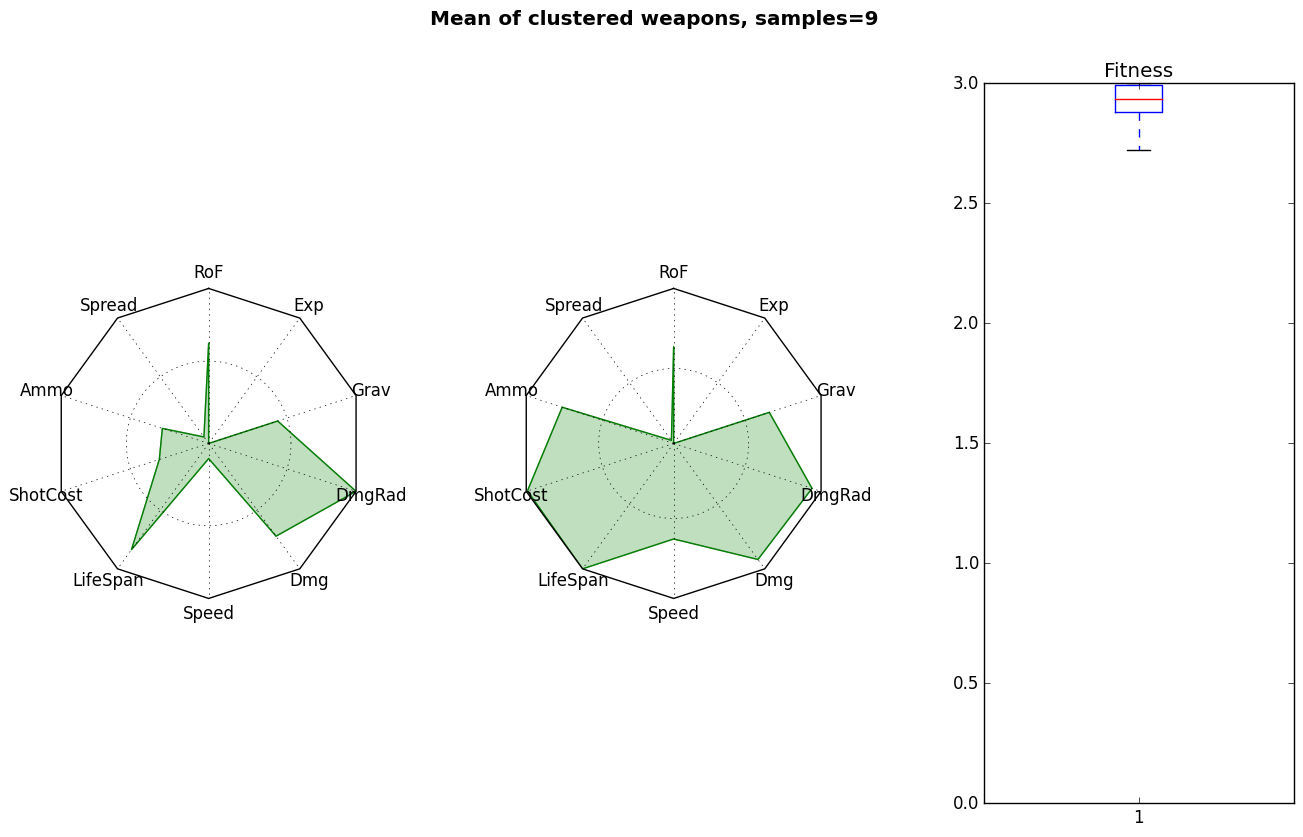 Mean of clustered weapons, samples=9
RoF
Exp
Grav
DmgRad
Dmg
Speed
LifeSpan
ShotCost
Ammo
Spread
RoF
Exp
Grav
DmgRad
Dmg
Speed
LifeSpan
ShotCost
Ammo
Spread
Fitness
3.0
2.5
2.0
1.5
1.0
0.5
0.0
1